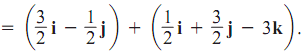 = (3/2 i - 1/2 j) + (1/2 i + 3/2 j - 3k).